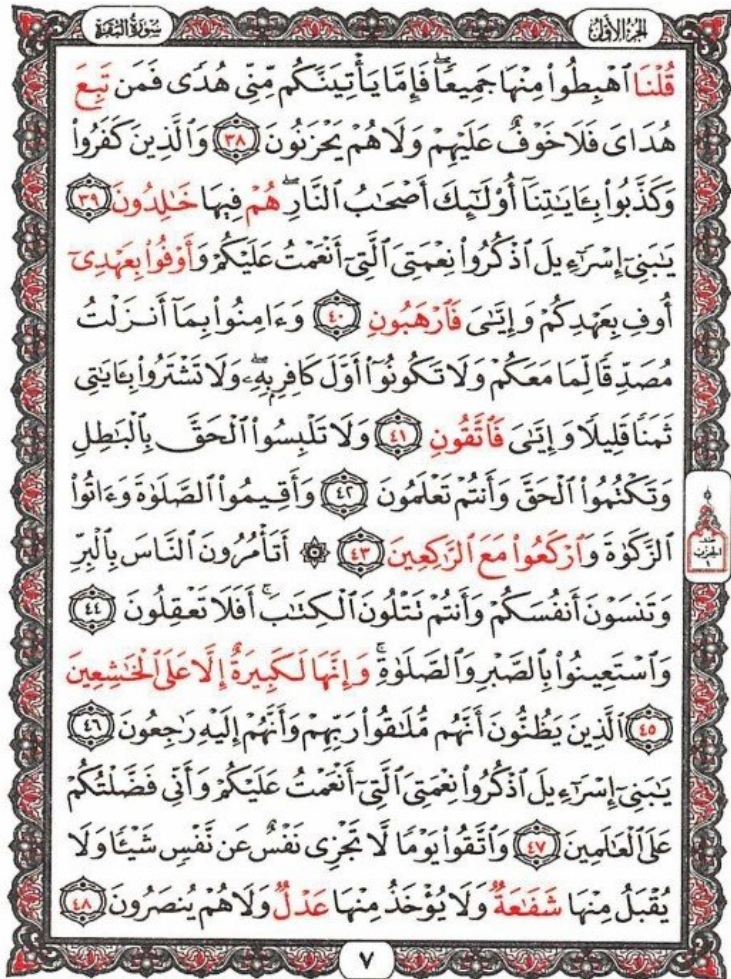 سُورَةُ البَقَرَةِ
الجُزْءُ الأَوَّلُ
قُلْنَا ٱهْبِطُوا۟ مِنْهَا جَمِيعًۭا ۖ فَإِمَّا يَأْتِيَنَّكُم مِّنِّى هُدًۭى فَمَن تَبِعَ
هُدَاىَ فَلَا خَوْفٌ عَلَيْهِمْ وَلَا هُمْ يَحْزَنُونَ ٣٨ وَٱلَّذِينَ كَفَرُوا۟
وَكَذَّبُوا۟ بِـَٔايَـٰتِنَآ أُو۟لَـٰٓئِكَ أَصْحَـٰبُ ٱلنَّارِ ۖ هُمْ فِيهَا خَـٰلِدُونَ ٣٩
يَـٰبَنِىٓ إِسْرَٰٓءِيلَ ٱذْكُرُوا۟ نِعْمَتِىَ ٱلَّتِىٓ أَنْعَمْتُ عَلَيْكُمْ وَأَوْفُوا۟ بِعَهْدِىٓ
أُوفِ بِعَهْدِكُمْ وَإِيَّـٰىَ فَٱرْهَبُونِ ٤٠ وَءَامِنُوا۟ بِمَآ أَنزَلْتُ
مُصَدِّقًۭا لِّمَا مَعَكُمْ وَلَا تَكُونُوٓا۟ أَوَّلَ كَافِرٍۭ بِهِۦ ۖ وَلَا تَشْتَرُوا۟ بِـَٔايَـٰتِى
ثَمَنًۭا قَلِيلًۭا وَإِيَّـٰىَ فَٱتَّقُونِ ٤١ وَلَا تَلْبِسُوا۟ ٱلْحَقَّ بِٱلْبَـٰطِلِ
وَتَكْتُمُوا۟ ٱلْحَقَّ وَأَنتُمْ تَعْلَمُونَ ٤٢ وَأَقِيمُوا۟ ٱلصَّلَوٰةَ وَءَاتُوا۟
ٱلزَّكَوٰةَ وَٱرْكَعُوا۟ مَعَ ٱلرَّٰكِعِينَ ٤٣ ۞ أَتَأْمُرُونَ ٱلنَّاسَ بِٱلْبِرِّ
وَتَنسَوْنَ أَنفُسَكُمْ وَأَنتُمْ تَتْلُونَ ٱلْكِتَـٰبَ ۚ أَفَلَا تَعْقِلُونَ ٤٤
وَٱسْتَعِينُوا۟ بِٱلصَّبْرِ وَٱلصَّلَوٰةِ ۚ وَإِنَّهَا لَكَبِيرَةٌ إِلَّا عَلَى ٱلْخَـٰشِعِينَ
٤٥ ٱلَّذِينَ يَظُنُّونَ أَنَّهُم مُّلَـٰقُوا۟ رَبِّهِمْ وَأَنَّهُمْ إِلَيْهِ رَٰجِعُونَ ٤٦
يَـٰبَنِىٓ إِسْرَٰٓءِيلَ ٱذْكُرُوا۟ نِعْمَتِىَ ٱلَّتِىٓ أَنْعَمْتُ عَلَيْكُمْ وَأَنِّى فَضَّلْتُكُمْ
عَلَى ٱلْعَـٰلَمِينَ ٤٧ وَٱتَّقُوا۟ يَوْمًۭا لَّا تَجْزِى نَفْسٌ عَن نَّفْسٍۢ شَيْـًۭٔا وَلَا
يُقْبَلُ مِنْهَا شَفَـٰعَةٌۭ وَلَا يُؤْخَذُ مِنْهَا عَدْلٌۭ وَلَا هُمْ يُنصَرُونَ ٤٨
٧